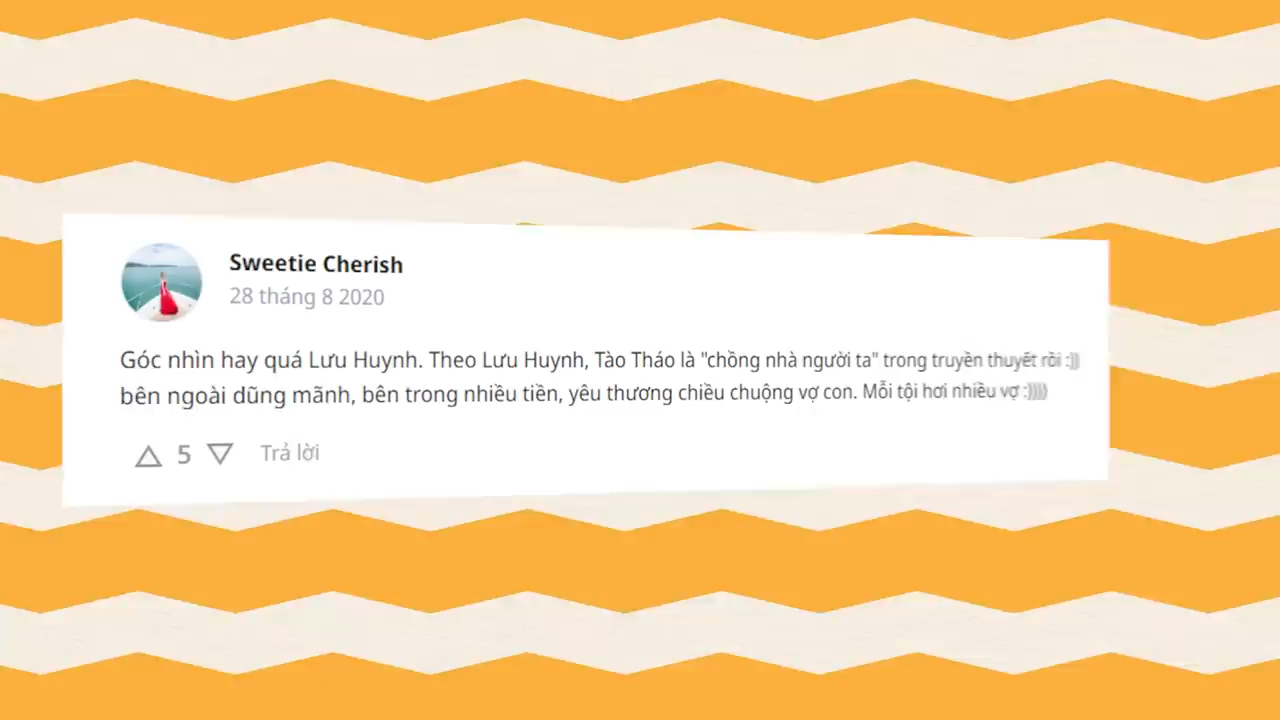 Sweetie Cherish
28 tháng 8 2020
Góc nhìn hay quá Lưu Huynh. Theo Lưu Huynh, Tào Tháo là "chồng nhà người ta" trong truyền thuyết rồi :))
bên ngoài dũng mãnh, bên trong nhiều tiền, yêu thương chiều chuộng vợ con. Mỗi tội hơi nhiều vợ :))))
5 Trả lời